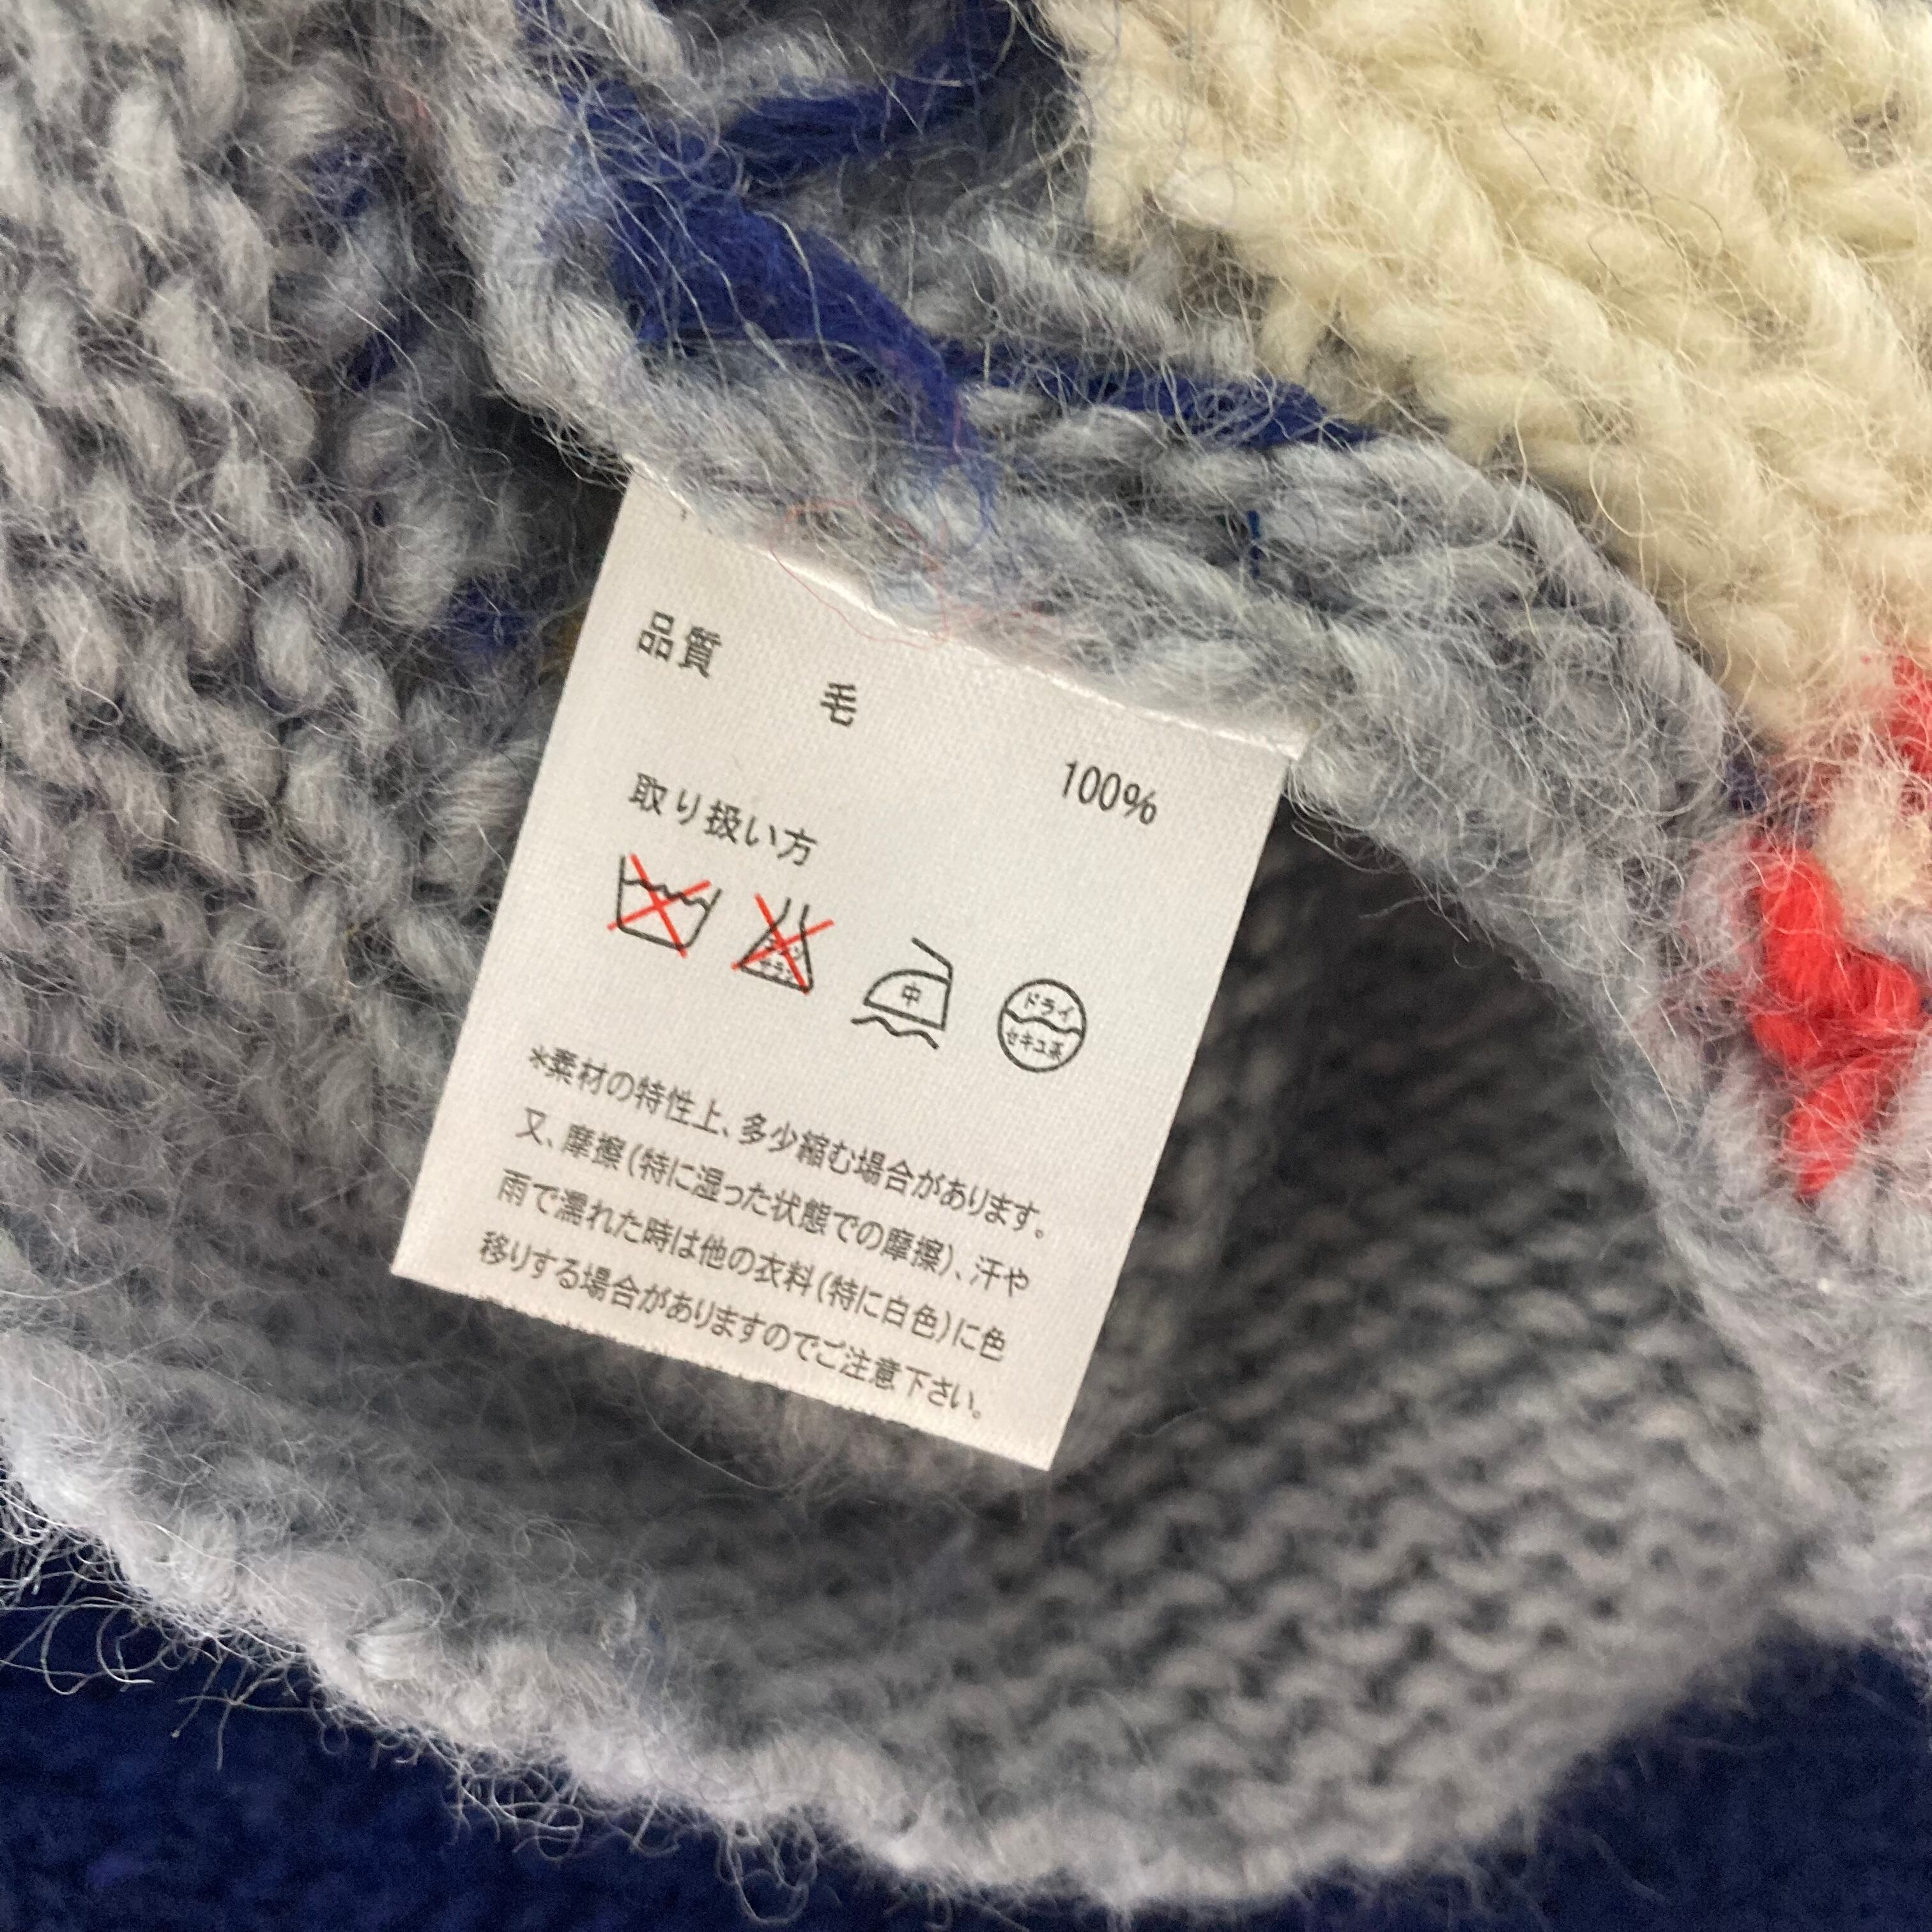 品質
毛 100%
取り扱い方
中
ドライ
セキユ系
*素材の特性上、多少縮む場合があります。
又、摩擦(特に湿った状態での摩擦)、汗や
雨で濡れた時は他の衣料(特に白色)に色
移りする場合がありますのでご注意下さい。